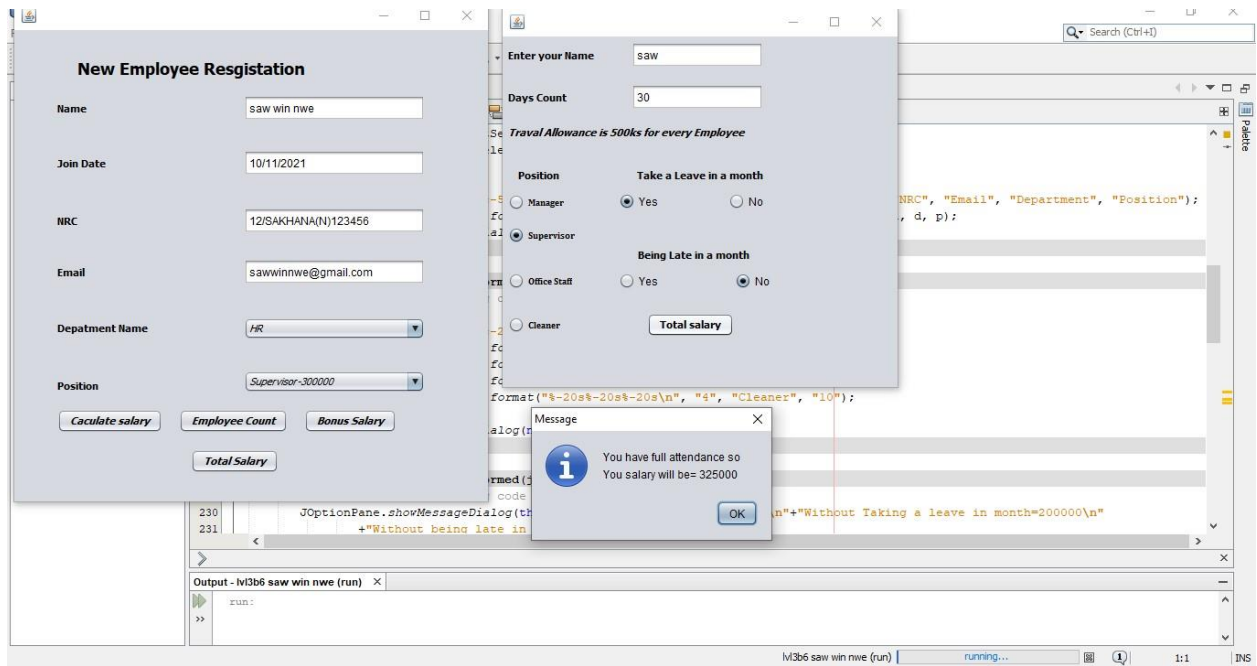 Search (Ctrl+I)
New Employee Resgistation
Name
saw win nwe
Join Date
10/11/2021
NRC
12/SAKHANA(N)123456
Email
sawwinnwe@gmail.com
Depatment Name
HR
Position
Supervisor-300000
Caculate salary
Employee Count
Bonus Salary
Total Salary
Enter your Name
saw
Days Count
30
Traval Allowance is 500ks for every Employee
Position
Take a Leave in a month
Manager
Yes
No
Supervisor
Being Late in a month
Office Staff
Yes
No
Cleaner
Total salary
Palette
NRC", "Email", "Department", "Position");
, d, p);
format("%-20s%-20s%-20s\n", "4", "Cleaner", "10");
Message
You have full attendance so
You salary will be= 325000
OK
code
230 JOptionPane.showMessageDialog(th \n"+"Without Taking a leave in month=200000\n"
231 +"Without being late in
Output - lvl3b6 saw win nwe (run)
run:
lvl3b6 saw win nwe (run)
running...
1
1:1
INS